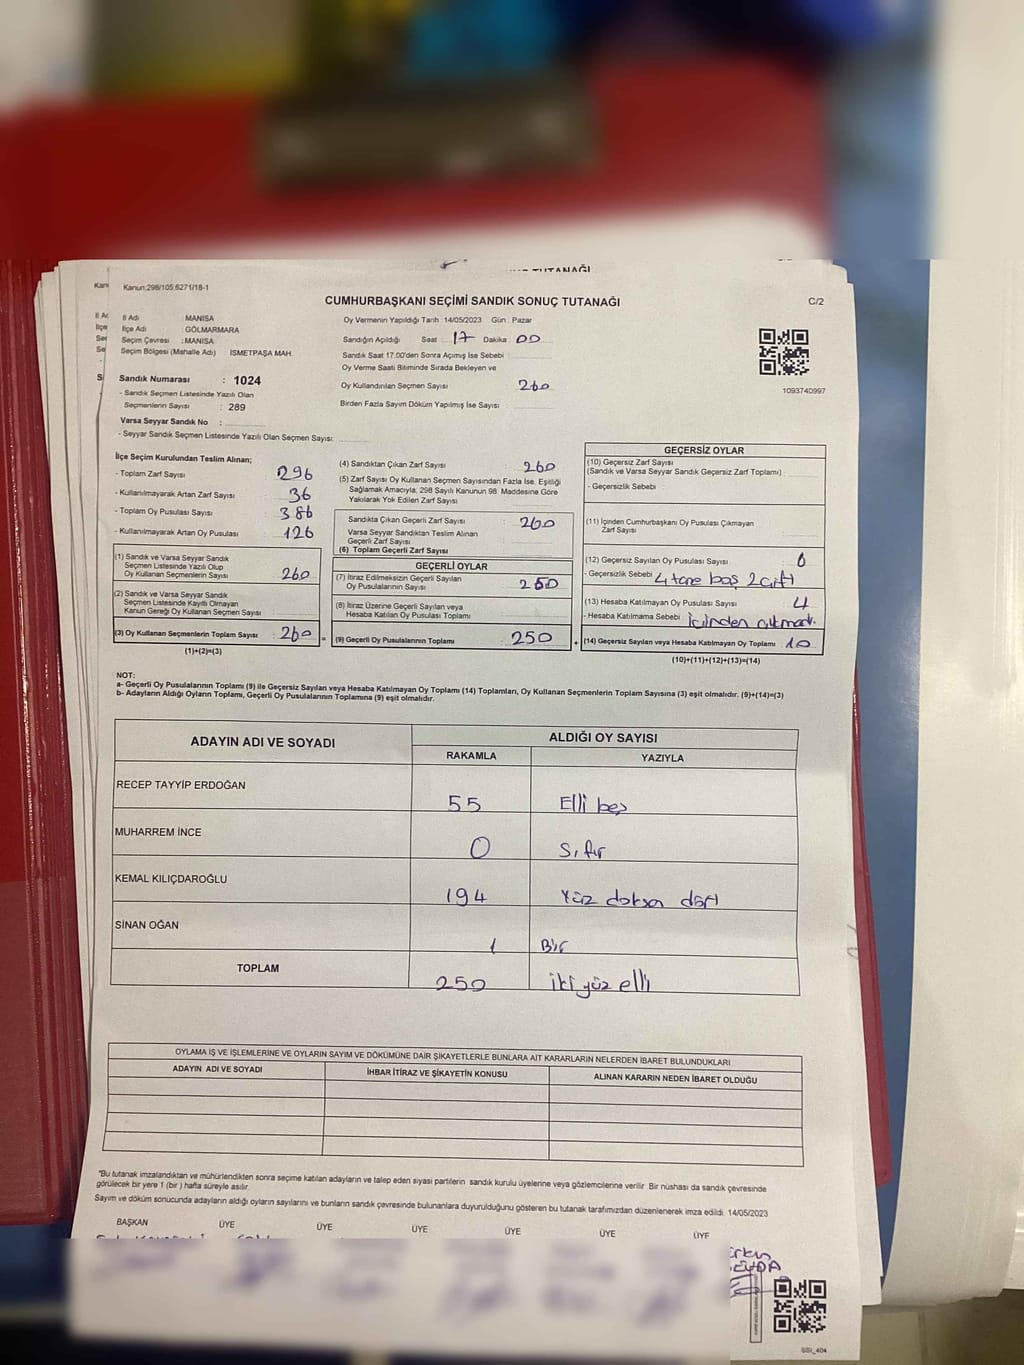 TUTANAĞI
Kanun:298/105,6271/18-1
CUMHURBAŞKANI SEÇİMİ SANDIK SONUÇ TUTANAĞI
C/2
İl Adı MANİSA
İlçe Adı GÖLMARMARA
Seçim Çevresi : MANİSA
Seçim Bölgesi (Mahalle Adı) İSMETPAŞA MAH.
Sandık Numarası : 1024
- Sandık Seçmen Listesinde Yazılı Olan
Seçmenlerin Sayısı : 289
Varsa Seyyar Sandık No :
- Seyyar Sandık Seçmen Listesinde Yazılı Olan Seçmen Sayısı:
Oy Vermenin Yapıldığı Tarih :14/05/2023 Gün : Pazar
Sandığın Açıldığı Saat 17 Dakika 00
Sandık Saat 17.00'den Sonra Açımış İse Sebebi
Oy Verme Saati Bitiminde Sırada Bekleyen ve
Oy Kullandırılan Seçmen Sayısı 260
Birden Fazla Sayım Döküm Yapılmış İse Sayısı
1093740997
İlçe Seçim Kurulundan Teslim Alınan;
- Toplam Zarf Sayısı 296
- Kullanılmayarak Artan Zarf Sayısı 36
- Toplam Oy Pusulası Sayısı 386
- Kullanılmayarak Artan Oy Pusulası 126
(1) Sandık ve Varsa Seyyar Sandık
Seçmen Listesinde Yazılı Olup
Oy Kullanan Seçmenlerin Sayısı 260
(2) Sandık ve Varsa Seyyar Sandık
Seçmen Listesinde Kayıtlı Olmayan
Kanun Gereği Oy Kullanan Seçmen Sayısı
(3) Oy Kullanan Seçmenlerin Toplam Sayısı 260
(1)+(2)=(3)
(4) Sandıktan Çıkan Zarf Sayısı 260
(5) Zarf Sayısı Oy Kullanan Seçmen Sayısından Fazla İse, Eşitliği
Sağlamak Amacıyla, 298 Sayılı Kanunun 98. Maddesine Göre
Yakılarak Yok Edilen Zarf Sayısı
Sandıkta Çıkan Geçerli Zarf Sayısı 260
Varsa Seyyar Sandıktan Teslim Alınan
Geçerli Zarf Sayısı
(6) Toplam Geçerli Zarf Sayısı
GEÇERLİ OYLAR
(7) İtiraz Edilmeksizin Geçerli Sayılan
Oy Pusulalarının Sayısı 250
(8) İtiraz Üzerine Geçerli Sayılan veya
Hesaba Katılan Oy Pusulası Toplamı
= (9) Geçerli Oy Pusulalarının Toplamı 250
GEÇERSİZ OYLAR
(10) Geçersiz Zarf Sayısı
(Sandık ve Varsa Seyyar Sandık Geçersiz Zarf Toplamı)
- Geçersizlik Sebebi
(11) İçinden Cumhurbaşkanı Oy Pusulası Çıkmayan
Zarf Sayısı
(12) Geçersiz Sayılan Oy Pusulası Sayısı 6
- Geçersizlik Sebebi 4 tane boş 2 çift
(13) Hesaba Katılmayan Oy Pusulası Sayısı 4
- Hesaba Katılmama Sebebi İçinden çıkmadı.
+ (14) Geçersiz Sayılan veya Hesaba Katılmayan Oy Toplamı 10
(10)+(11)+(12)+(13)=(14)
NOT:
a- Geçerli Oy Pusulalarının Toplamı (9) ile Geçersiz Sayılan veya Hesaba Katılmayan Oy Toplamı (14) Toplamları, Oy Kullanan Seçmenlerin Toplam Sayısına (3) eşit olmalıdır. (9)+(14)=(3)
b- Adayların Aldığı Oyların Toplamı, Geçerli Oy Pusulalarının Toplamına (9) eşit olmalıdır.
ADAYIN ADI VE SOYADI
ALDIĞI OY SAYISI
RAKAMLA YAZIYLA
RECEP TAYYİP ERDOĞAN 55 Elli beş
MUHARREM İNCE 0 Sıfır
KEMAL KILIÇDAROĞLU 194 Yüz doksan dört
SİNAN OĞAN 1 Bir
TOPLAM 250 iki yüz elli
OYLAMA İŞ VE İŞLEMLERİNE VE OYLARIN SAYIM VE DÖKÜMÜNE DAİR ŞİKAYETLERLE BUNLARA AİT KARARLARIN NELERDEN İBARET BULUNDUKLARI
ADAYIN ADI VE SOYADI İHBAR İTİRAZ VE ŞİKAYETİN KONUSU ALINAN KARARIN NEDEN İBARET OLDUĞU
"Bu tutanak imzalandıktan ve mühürlendikten sonra seçime katılan adayların ve talep eden siyasi partilerin sandık kurulu üyelerine veya gözlemcilerine verilir. Bir nüshası da sandık çevresinde
görülecek bir yere 1 (bir ) hafta süreyle asılır.
Sayım ve döküm sonucunda adayların aldığı oyların sayılarını ve bunların sandık çevresinde bulunanlara duyurulduğunu gösteren bu tutanak tarafımızdan düzenlenerek imza edildi. 14/05/2023
BAŞKAN ÜYE ÜYE ÜYE ÜYE ÜYE ÜYE
SSİ_404